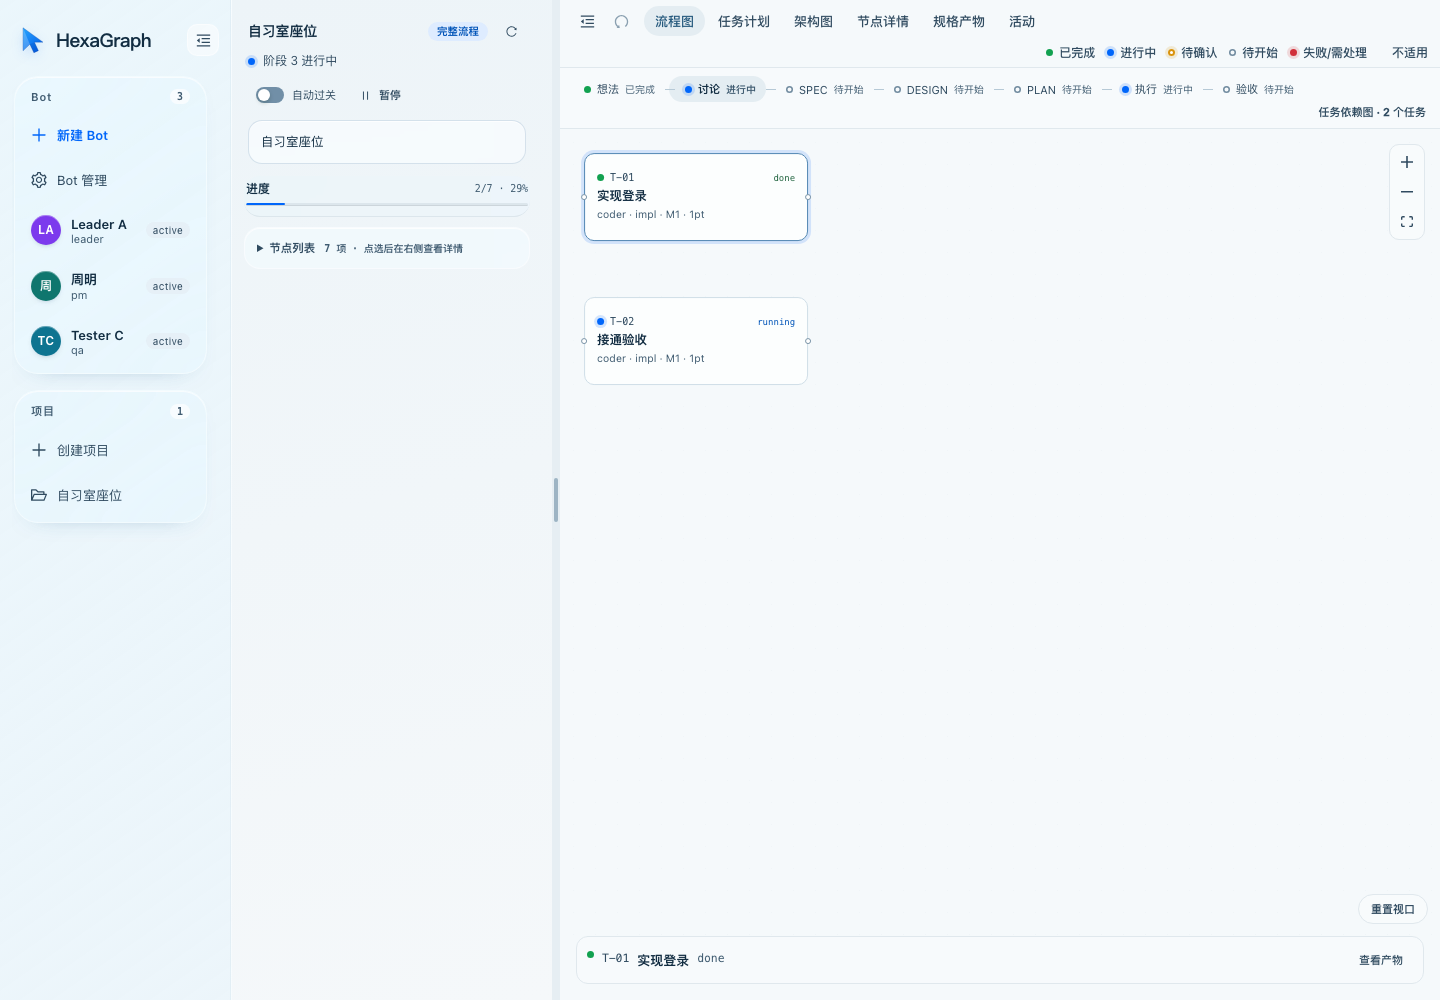 HexaGraph
Bot 3
新建 Bot
Bot 管理
LA Leader A active
leader
周 周明 active
pm
TC Tester C active
qa
项目 1
创建项目
自习室座位
自习室座位 完整流程
阶段 3 进行中
自动过关 暂停
自习室座位
进度 2/7 · 29%
节点列表 7 项 · 点选后在右侧查看详情
流程图 任务计划 架构图 节点详情 规格产物 活动
已完成 进行中 待确认 待开始 失败/需处理 不适用
想法 已完成 讨论 进行中 SPEC 待开始 DESIGN 待开始 PLAN 待开始 执行 进行中 验收 待开始
任务依赖图 · 2 个任务
T-01 done
实现登录
coder · impl · M1 · 1pt
T-02 running
接通验收
coder · impl · M1 · 1pt
重置视口
T-01 实现登录 done 查看产物